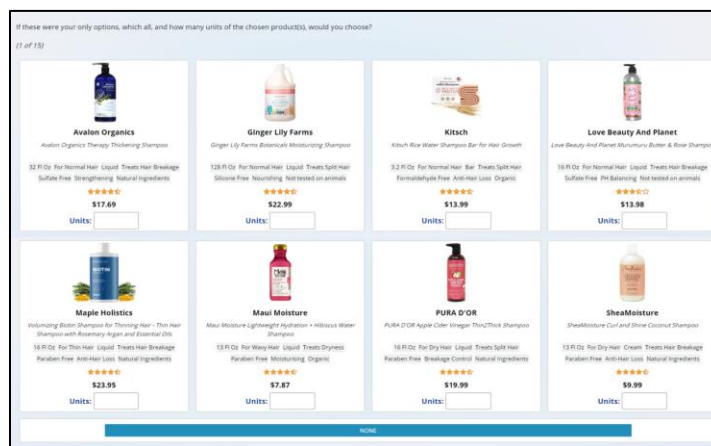 If these were your only options, which all, and how many units of the chosen product(s), would you choose?
(1 of 15)
Avalon Organics
Avalon Organics Therapy Thickening Shampoo
32 Fl Oz For Normal Hair Liquid Treats Hair Breakage
Sulfate Free Strengthening Natural Ingredients
$17.69
Units:
Ginger Lily Farms
Ginger Lily Farms Botanicals Moisturizing Shampoo
128 Fl Oz For Normal Hair Liquid Treats Split Hair
Silicone Free Nourishing Not tested on animals
$22.99
Units:
Kitsch
Kitsch Rice Water Shampoo Bar for Hair Growth
3.2 Fl Oz For Normal Hair Bar Treats Split Hair
Formaldehyde Free Anti-Hair Loss Organic
$13.99
Units:
Love Beauty And Planet
Love Beauty And Planet Murumuru Butter & Rose Shampo
16 Fl Oz For Normal Hair Liquid Treats Hair Breakage
Sulfate Free PH Balancing Not tested on animals
$13.98
Units:
Maple Holistics
Volumizing Biotin Shampoo for Thinning Hair - Thin Hair
Shampoo with Rosemary Argan and Essential Oils
16 Fl Oz For Thin Hair Liquid Treats Hair Breakage
Paraben Free Anti-Hair Loss Natural Ingredients
$23.95
Units:
Maui Moisture
Maui Moisture Lightweight Hydration + Hibiscus Water
Shampoo
13 Fl Oz For Wavy Hair Liquid Treats Dryness
Paraben Free Moisturising Organic
$7.87
Units:
PURA D'OR
PURA D'OR Apple Cider Vinegar Thin2Thick Shampoo
16 Fl Oz For Dry Hair Liquid Treats Split Hair
Paraben Free Breakage Control Natural Ingredients
$19.99
Units:
SheaMoisture
SheaMoisture Curl and Shine Coconut Shampoo
13 Fl Oz For Dry Hair Cream Treats Hair Breakage
Paraben Free Anti-Hair Loss Natural Ingredients
$9.99
Units:
NONE